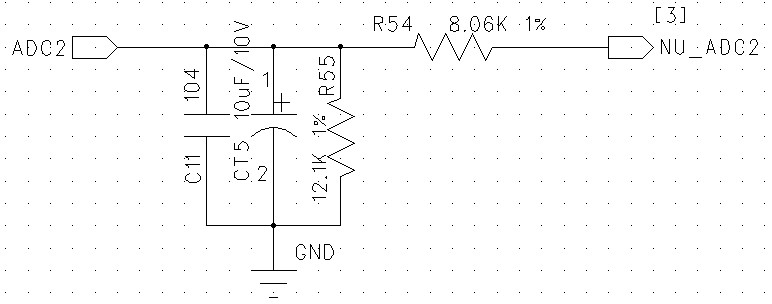 [3]
R54 8.06K 1%
ADC2
NU_ADC2
104
C11
10uF/10V
CT5
1
+
2
R55
12.1K 1%
GND